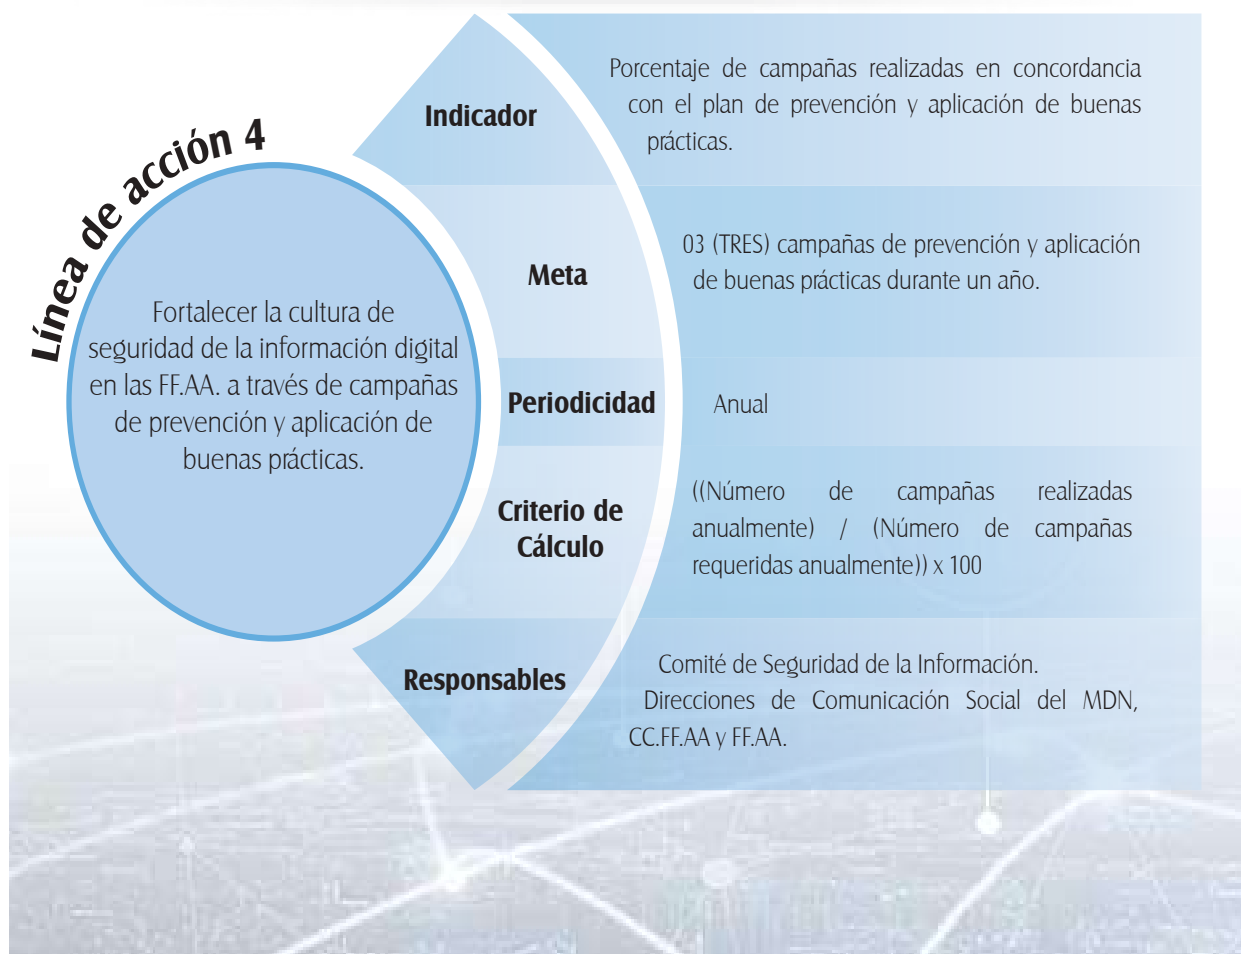 Línea de acción 4
Fortalecer la cultura de
seguridad de la información digital
en las FF.AA. a través de campañas
de prevención y aplicación de
buenas prácticas.
Indicador
Porcentaje de campañas realizadas en concordancia
con el plan de prevención y aplicación de buenas
prácticas.
Meta
03 (TRES) campañas de prevención y aplicación
de buenas prácticas durante un año.
Periodicidad
Anual
Criterio de
Cálculo
((Número de campañas realizadas
anualmente) / (Número de campañas
requeridas anualmente)) x 100
Responsables
Comité de Seguridad de la Información.
Direcciones de Comunicación Social del MDN,
CC.FF.AA y FF.AA.